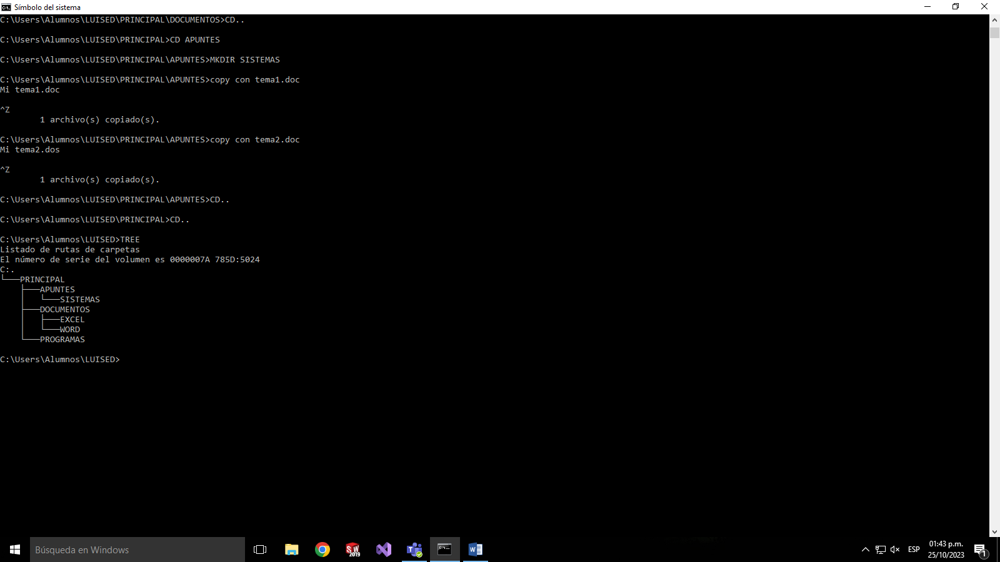 Símbolo del sistema
C:\Users\Alumnos\LUISED\PRINCIPAL\DOCUMENTOS>CD..
C:\Users\Alumnos\LUISED\PRINCIPAL>CD APUNTES
C:\Users\Alumnos\LUISED\PRINCIPAL\APUNTES>MKDIR SISTEMAS
C:\Users\Alumnos\LUISED\PRINCIPAL\APUNTES>copy con tema1.doc
Mi tema1.doc
^Z
1 archivo(s) copiado(s).
C:\Users\Alumnos\LUISED\PRINCIPAL\APUNTES>copy con tema2.doc
Mi tema2.dos
^Z
1 archivo(s) copiado(s).
C:\Users\Alumnos\LUISED\PRINCIPAL\APUNTES>CD..
C:\Users\Alumnos\LUISED\PRINCIPAL>CD..
C:\Users\Alumnos\LUISED>TREE
Listado de rutas de carpetas
El número de serie del volumen es 0000007A 785D:5024
C:.
└───PRINCIPAL
    ├───APUNTES
    │   └───SISTEMAS
    ├───DOCUMENTOS
    │   ├───EXCEL
    │   └───WORD
    └───PROGRAMAS
C:\Users\Alumnos\LUISED>
Búsqueda en Windows
SW 2019
ESP
01:43 p.m.
25/10/2023
1